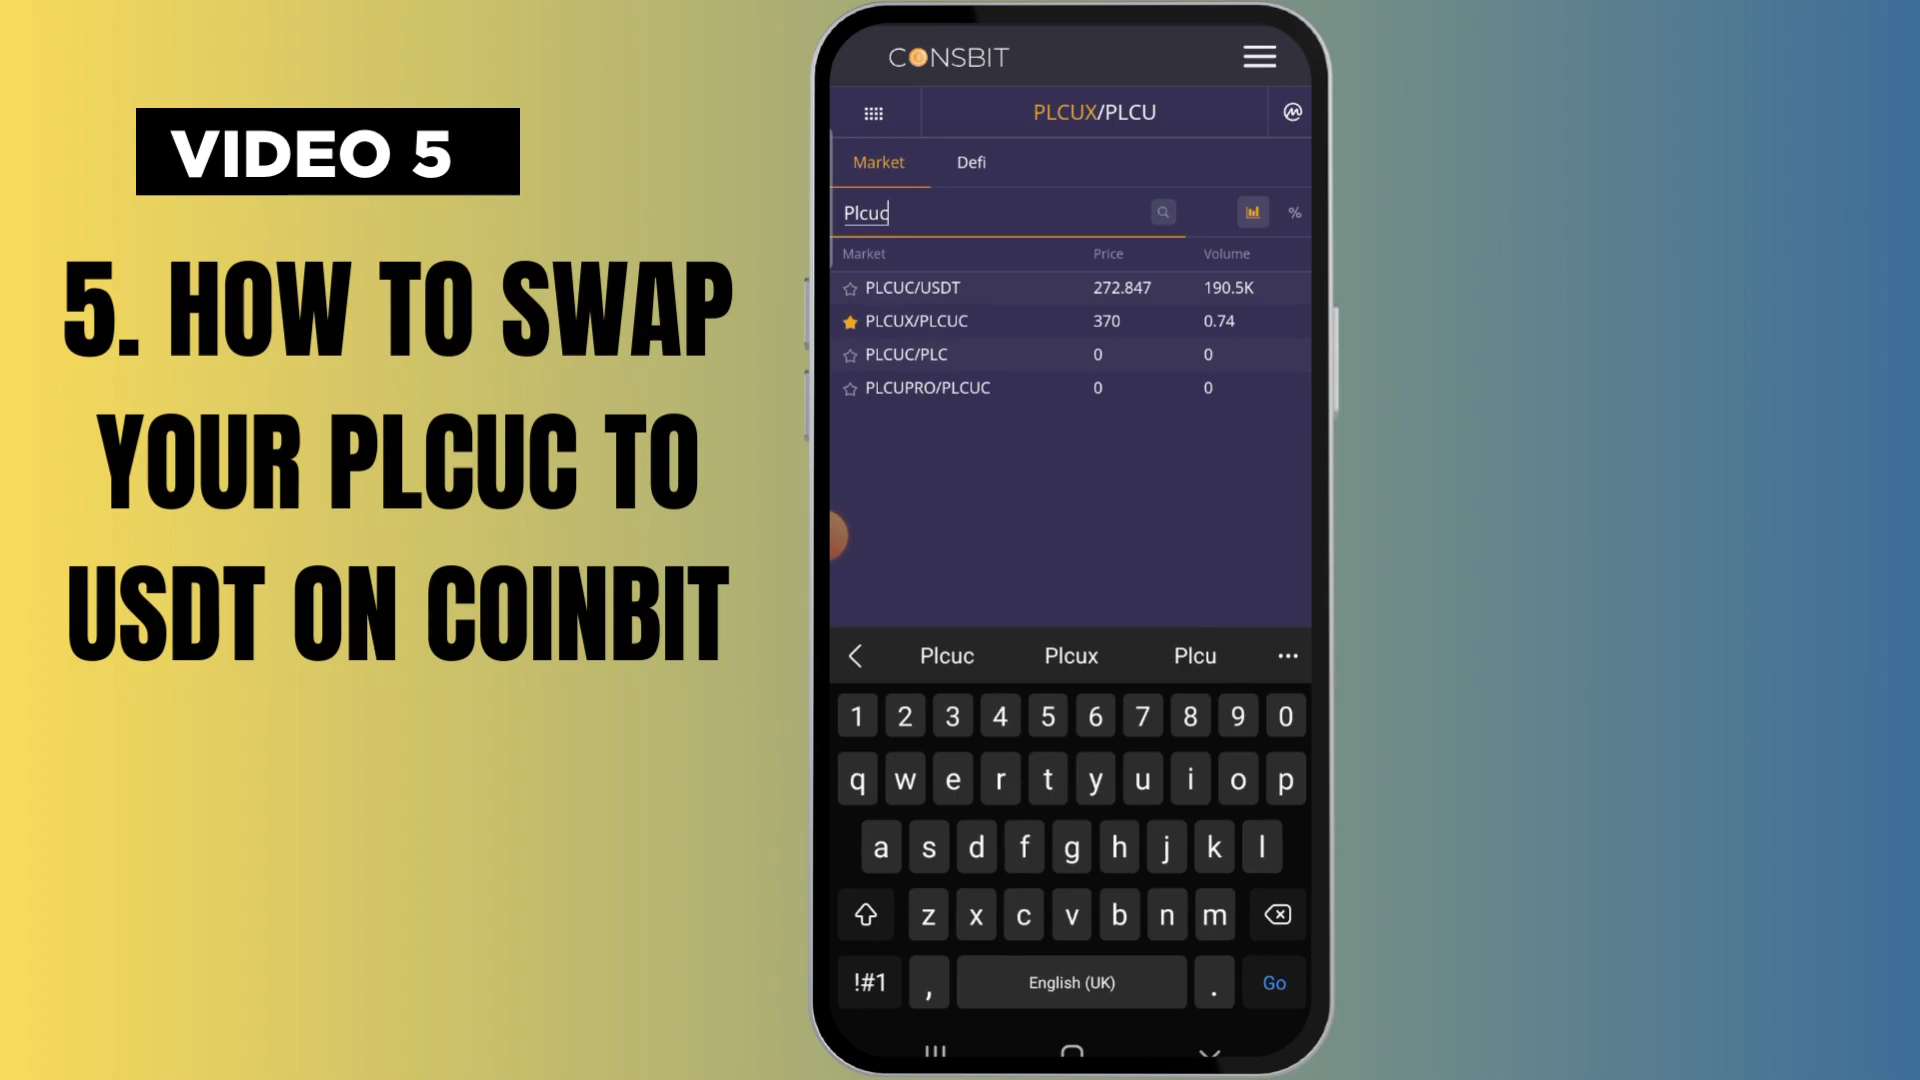 VIDEO 5
5. HOW TO SWAP
YOUR PLCUC TO
USDT ON COINBIT
CONSBIT
PLCUX/PLCU
Market Defi
Plcuc
%
Market Price Volume
PLCUC/USDT 272.847 190.5K
PLCUX/PLCUC 370 0.74
PLCUC/PLC 0 0
PLCUPRO/PLCUC 0 0
Plcuc Plcux Plcu ...
1 2 3 4 5 6 7 8 9 0
q w e r t y u i o p
a s d f g h j k l
z x c v b n m
!#1 , English (UK) . Go